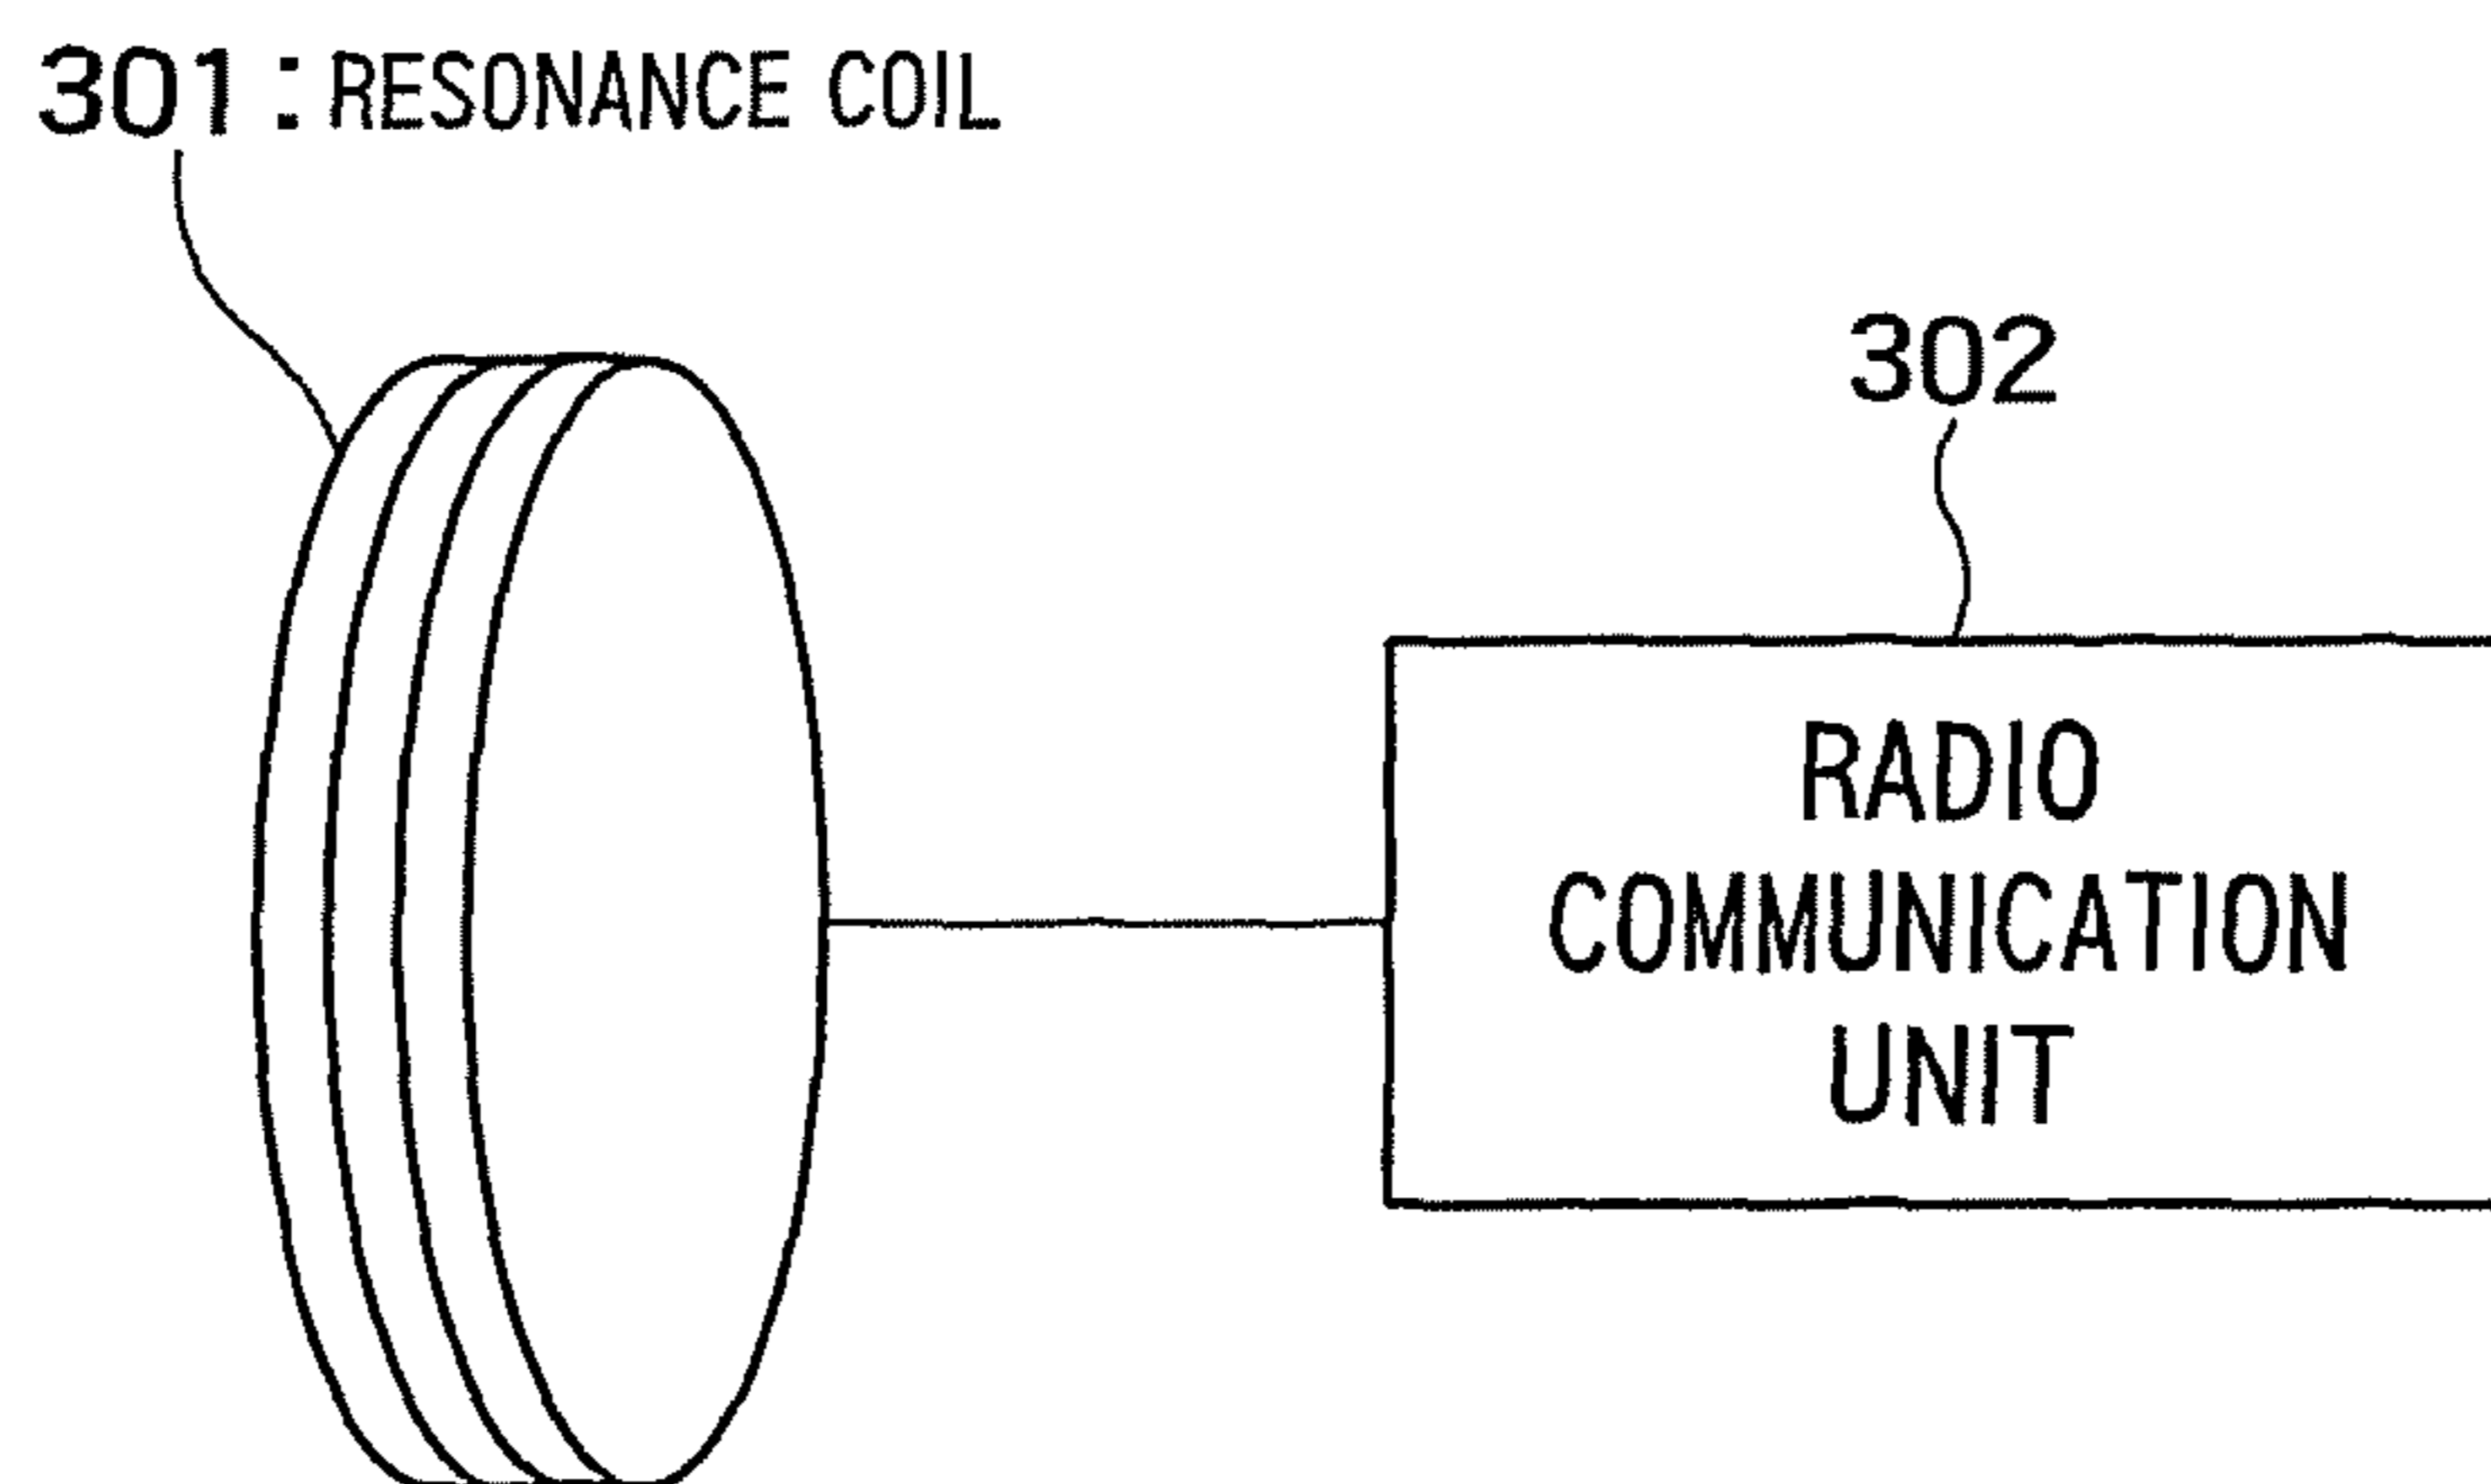 301 : RESONANCE COIL
302
RADIO
COMMUNICATION
UNIT